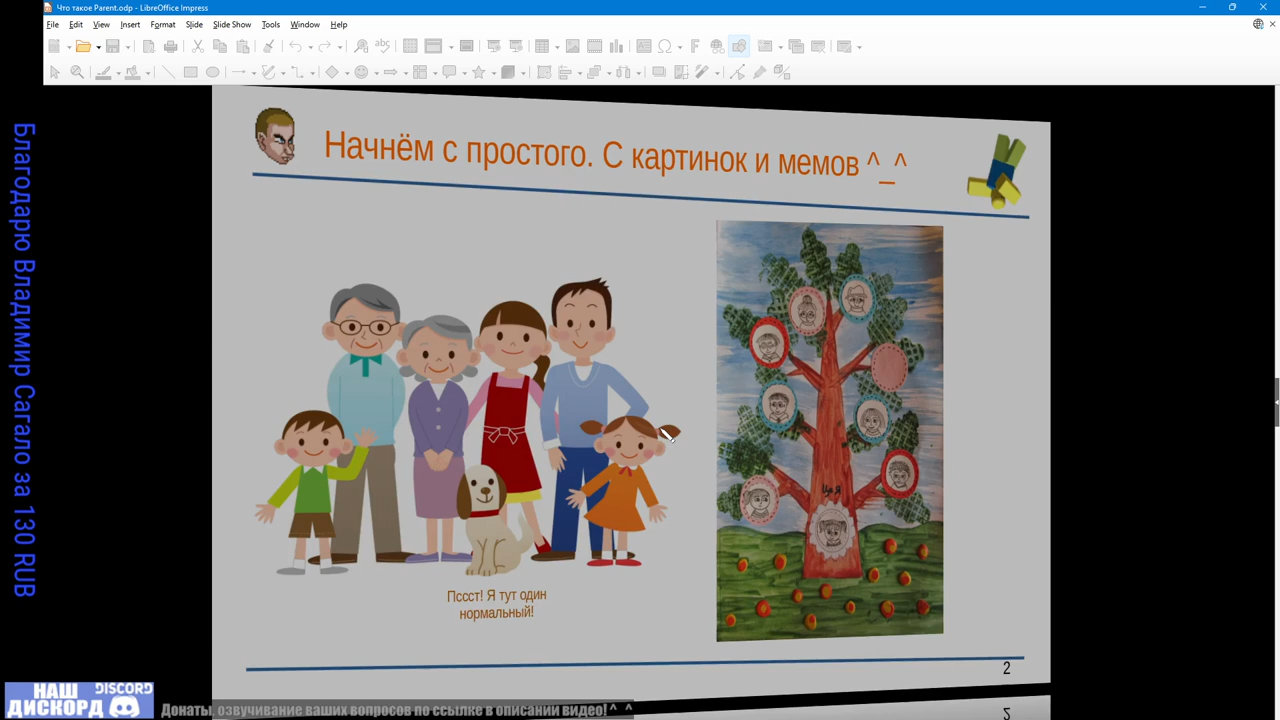 Что такое Parent.odp - LibreOffice Impress
File Edit View Insert Format Slide Slide Show Tools Window Help
Начнём с простого. С картинок и мемов ^_^
Це Я
Пссст! Я тут один
нормальный!
2
2
Благодарю Владимир Сагало за 130 RUB
НАШ
ДИСКОРД
DISCORD
Донаты, озвучивание ваших вопросов по ссылке в описании видео! ^_^